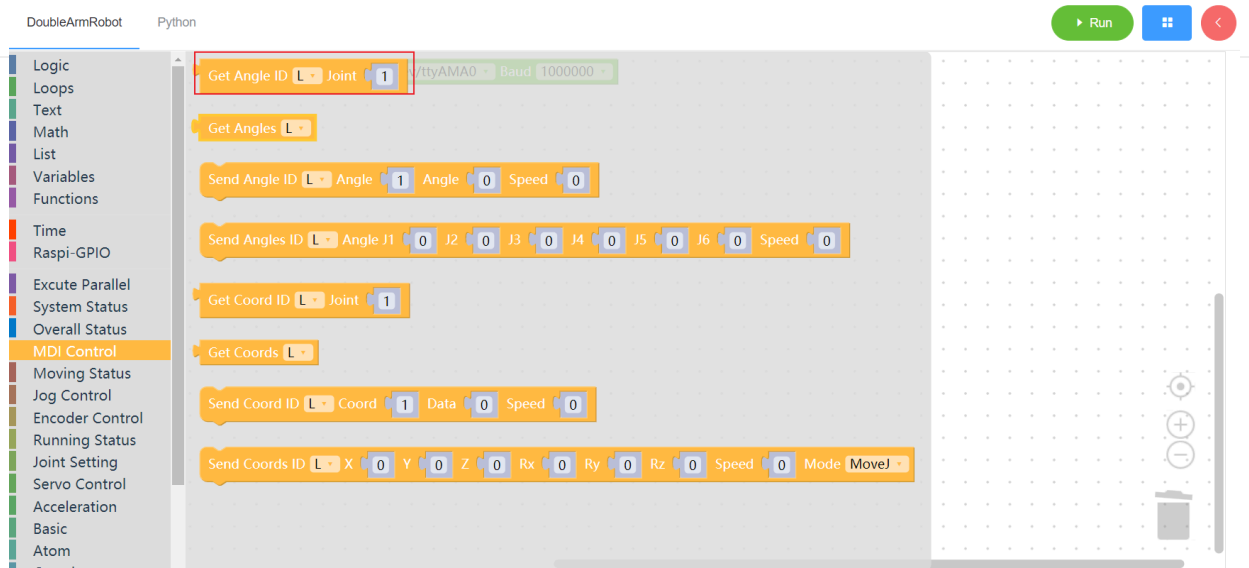 DoubleArmRobot Python Run
Logic
Loops
Text
Math
List
Variables
Functions
Time
Raspi-GPIO
Excute Parallel
System Status
Overall Status
MDI Control
Moving Status
Jog Control
Encoder Control
Running Status
Joint Setting
Servo Control
Acceleration
Basic
Atom
Get Angle ID L Joint 1
/ttyAMA0 Baud 1000000
Get Angles L
Send Angle ID L Angle 1 Angle 0 Speed 0
Send Angles ID L Angle J1 0 J2 0 J3 0 J4 0 J5 0 J6 0 Speed 0
Get Coord ID L Joint 1
Get Coords L
Send Coord ID L Coord 1 Data 0 Speed 0
Send Coords ID L X 0 Y 0 Z 0 Rx 0 Ry 0 Rz 0 Speed 0 Mode MoveJ